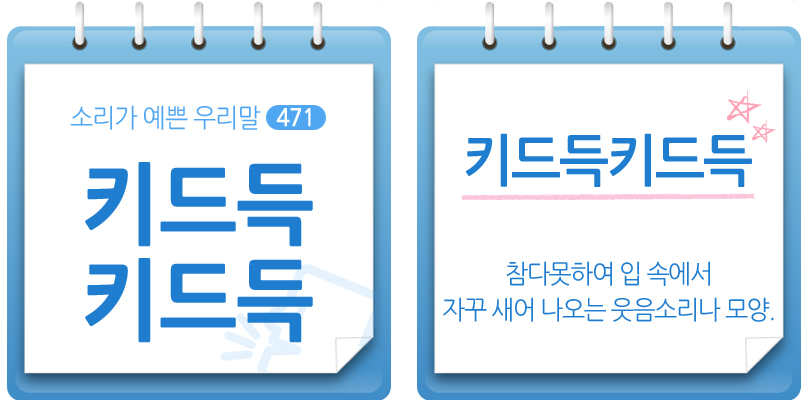 소리가 예쁜 우리말 471
키드득
키드득
키드득키드득
참다못하여 입 속에서
자꾸 새어 나오는 웃음소리나 모양.